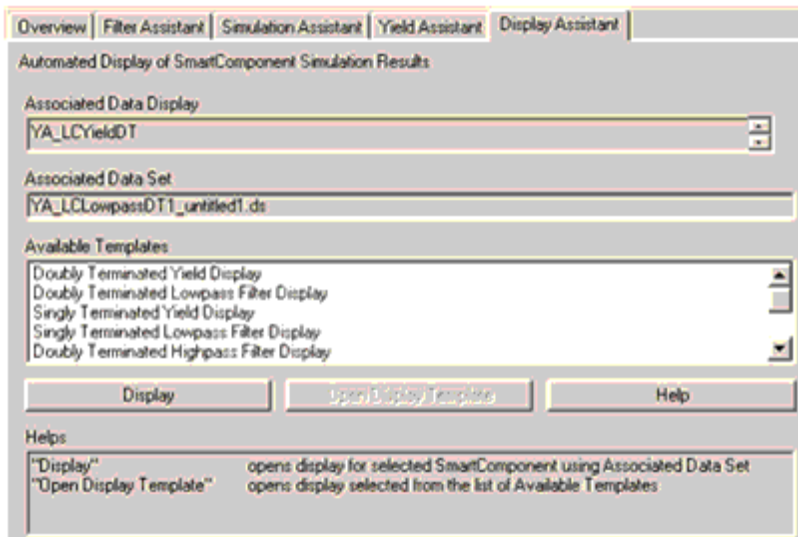 Overview Filter Assistant Simulation Assistant Yield Assistant Display Assistant
Automated Display of SmartComponent Simulation Results
Associated Data Display
YA_LCYieldDT
Associated Data Set
YA_LCLowpassDT1_untitled1.ds
Available Templates
Doubly Terminated Yield Display
Doubly Terminated Lowpass Filter Display
Singly Terminated Yield Display
Singly Terminated Lowpass Filter Display
Doubly Terminated Highpass Filter Display
Display Open Display Template Help
Helps
"Display" opens display for selected SmartComponent using Associated Data Set
"Open Display Template" opens display selected from the list of Available Templates